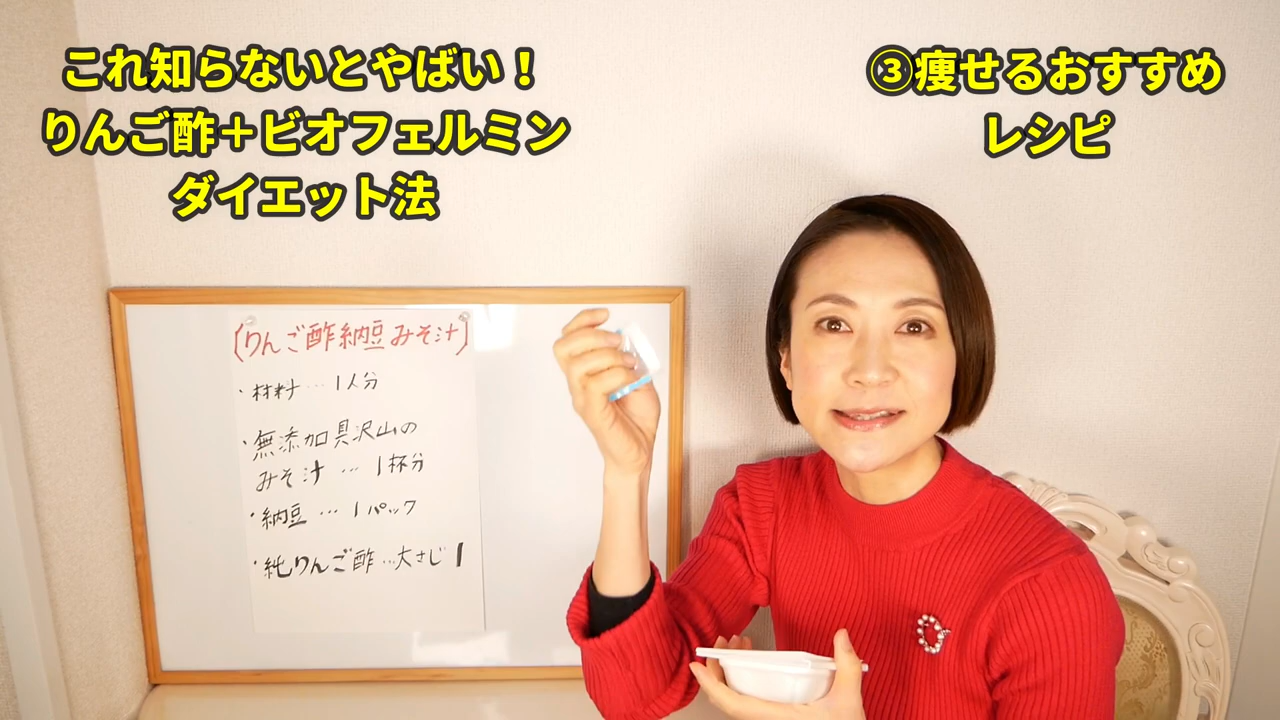 これ知らないとやばい！
りんご酢＋ビオフェルミン
ダイエット法
③痩せるおすすめ
レシピ
〔りんご酢納豆みそ汁〕
・材料…1人分
・無添加具沢山の
みそ汁…1杯分
・納豆…1パック
・純りんご酢…大さじ1